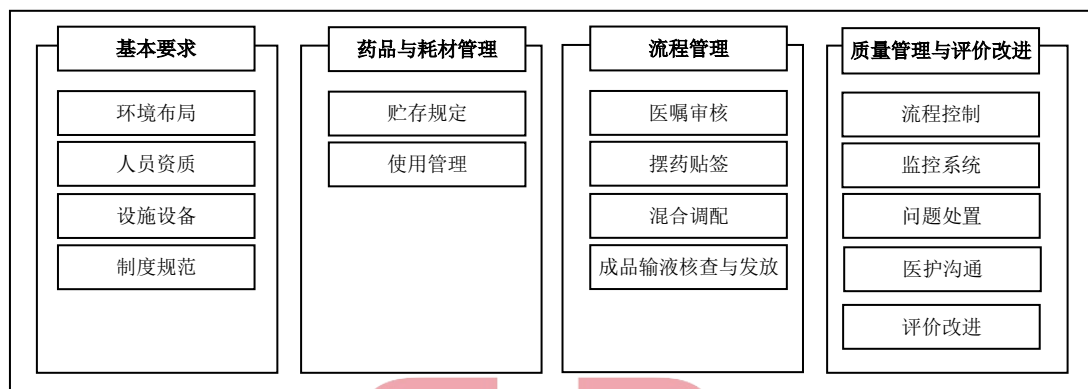 基本要求
环境布局
人员资质
设施设备
制度规范
药品与耗材管理
贮存规定
使用管理
流程管理
医嘱审核
摆药贴签
混合调配
成品输液核查与发放
质量管理与评价改进
流程控制
监控系统
问题处置
医护沟通
评价改进